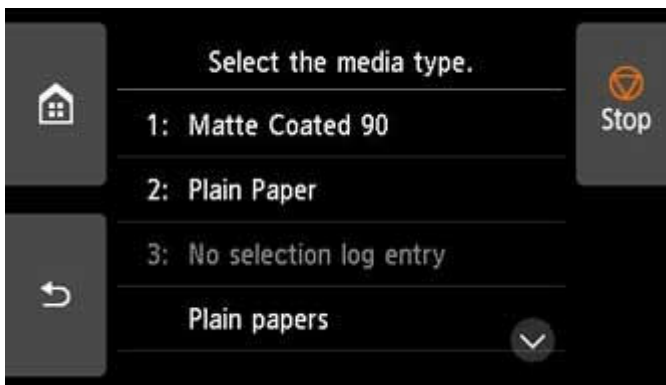 Select the media type.
1: Matte Coated 90
Stop
2: Plain Paper
3: No selection log entry
Plain papers